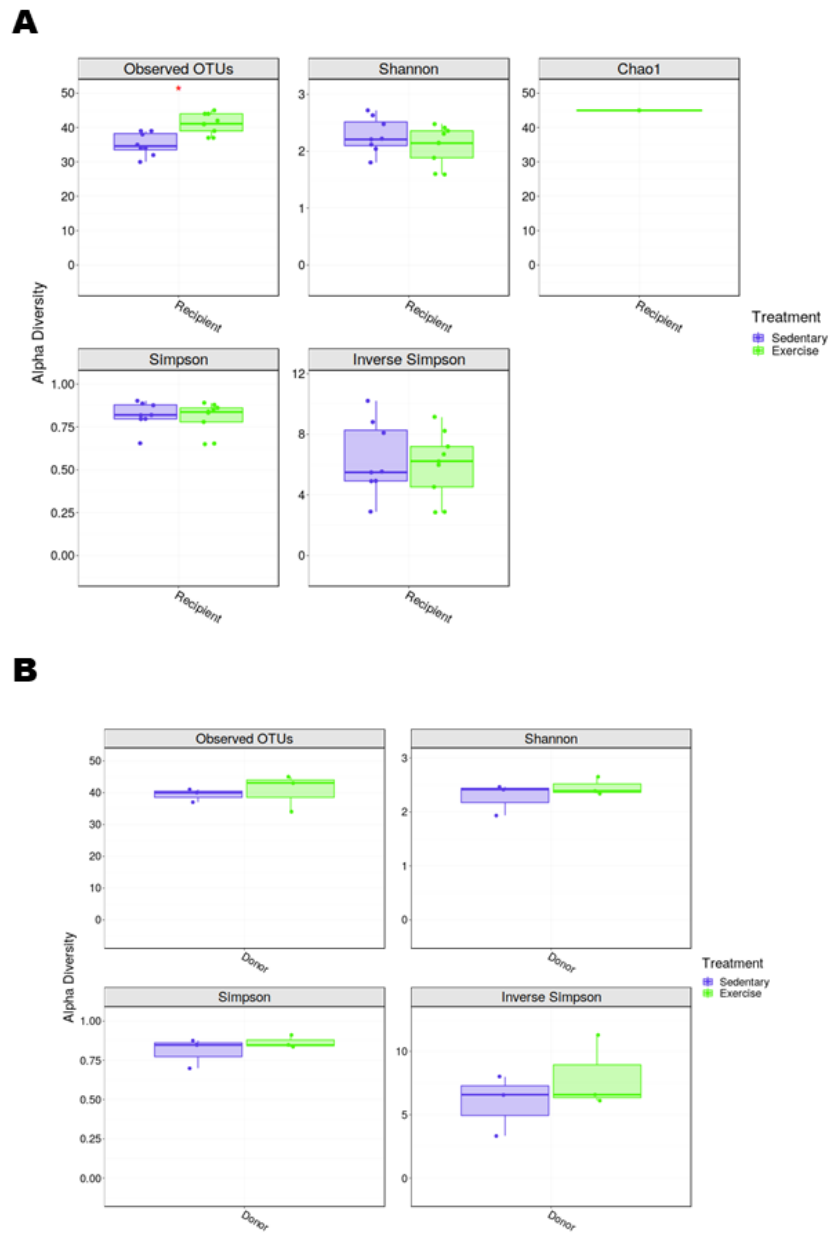 A
Observed OTUs
Shannon
Chao1
*
50
40
30
20
10
0
3
2
1
0
50
40
30
20
10
0
Recipient
Recipient
Recipient
Alpha Diversity
Treatment
Sedentary
Exercise
Simpson
Inverse Simpson
1.00
0.75
0.50
0.25
0.00
12
8
4
0
Recipient
Recipient
B
Observed OTUs
Shannon
50
40
30
20
10
0
3
2
1
0
Donor
Donor
Alpha Diversity
Treatment
Sedentary
Exercise
Simpson
Inverse Simpson
1.00
0.75
0.50
0.25
0.00
10
5
0
Donor
Donor